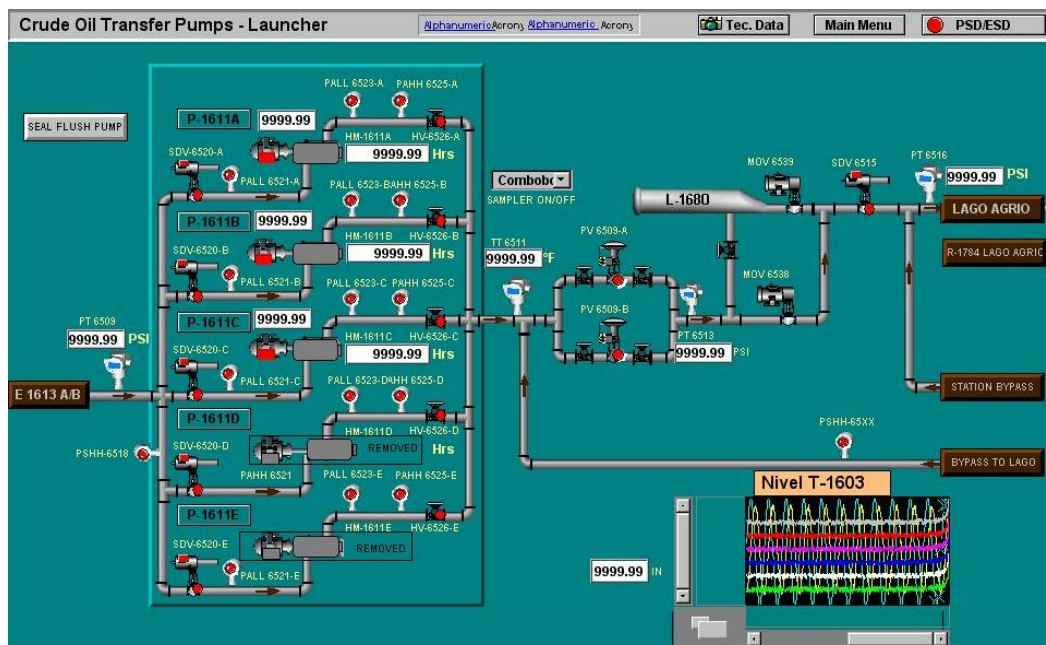 Crude Oil Transfer Pumps - Launcher
Alphanumeric Acrony Alphanumeric Acrony
Tec. Data
Main Menu
PSD/ESD
SEAL FLUSH PUMP
PALL 6523-A
PAHH 6525-A
P-1611A
9999.99
SDV-6520-A
HM-1611A
HV-6526-A
9999.99 Hrs
PALL 6521-A
PALL 6523-B
AHH 6525-B
P-1611B
9999.99
SDV-6520-B
HM-1611B
HV-6526-B
9999.99 Hrs
PALL 6521-B
PALL 6523-C
PAHH 6525-C
P-1611C
9999.99
SDV-6520-C
HM-1611C
HV-6526-C
9999.99 Hrs
PALL 6521-C
PALL 6523-D
AHH 6525-D
P-1611D
SDV-6520-D
HM-1611D
HV-6526-D
REMOVED
Hrs
PAHH 6521
PALL 6523-E
PAHH 6525-E
P-1611E
SDV-6520-E
HM-1611E
HV-6526-E
REMOVED
PALL 6521-E
PT 6509
9999.99 PSI
E 1613 A/B
PSHH-6518
Combobo
SAMPLER ON/OFF
TT 6511
9999.99 °F
PV 6509-A
PV 6509-B
PT 6513
9999.99 PSI
L-1680
MOV 6539
SDV 6515
PT 6516
9999.99 PSI
MOV 6538
LAGO AGRIO
R-1784 LAGO AGRIC
STATION BYPASS
PSHH-65XX
BYPASS TO LAGO
Nivel T-1603
9999.99 IN